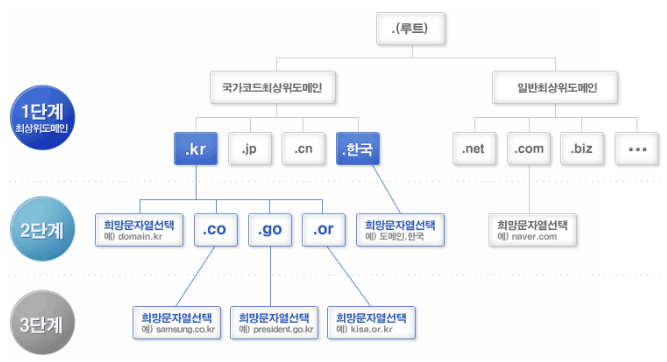 .(루트)
국가코드최상위도메인
일반최상위도메인
1단계
최상위도메인
.kr
.jp
.cn
.한국
.net
.com
.biz
...
2단계
희망문자열선택
예) domain.kr
.co
.go
.or
희망문자열선택
예) 도메인.한국
희망문자열선택
예) naver.com
3단계
희망문자열선택
예) samsung.co.kr
희망문자열선택
예) president.go.kr
희망문자열선택
예) kisa.or.kr